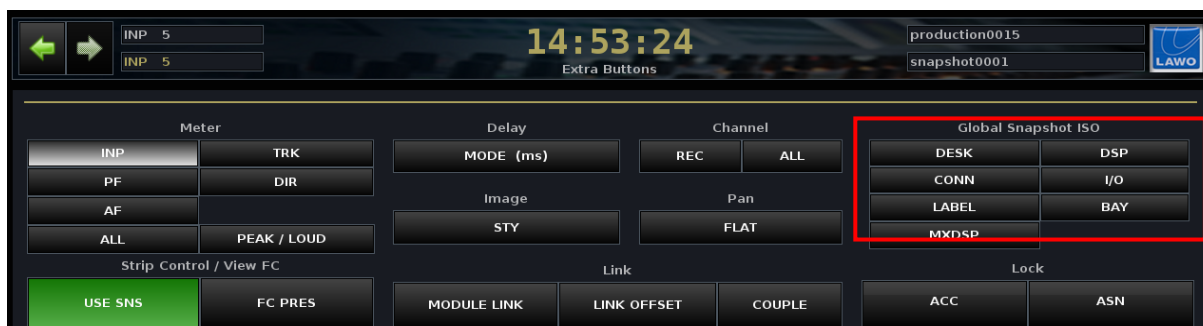 INP 5
INP 5
14:53:24
Extra Buttons
production0015
snapshot0001
LAWO
Meter
INP TRK
PF DIR
AF
ALL PEAK / LOUD
Delay
MODE (ms)
Channel
REC ALL
Image
STY
Pan
FLAT
Global Snapshot ISO
DESK DSP
CONN I/O
LABEL BAY
MXDSP
Strip Control / View FC
USE SNS FC PRES
Link
MODULE LINK LINK OFFSET COUPLE
Lock
ACC ASN